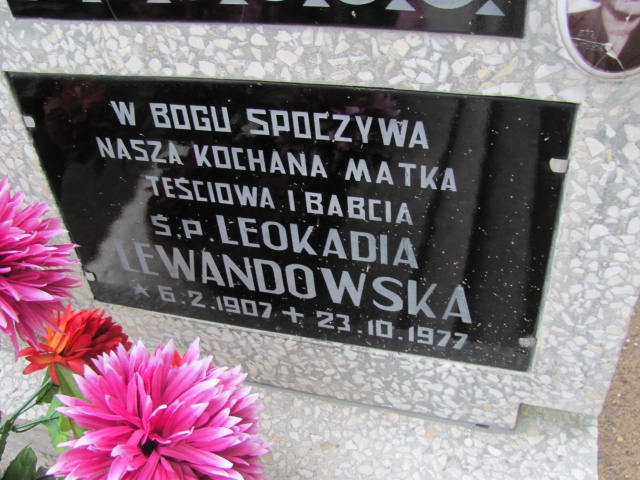 W BOGU SPOCZYWA
NASZA KOCHANA MATKA
TEŚCIOWA I BABCIA
Ś.P. LEOKADIA
LEWANDOWSKA
* 6.2.1907 + 23.10.1977